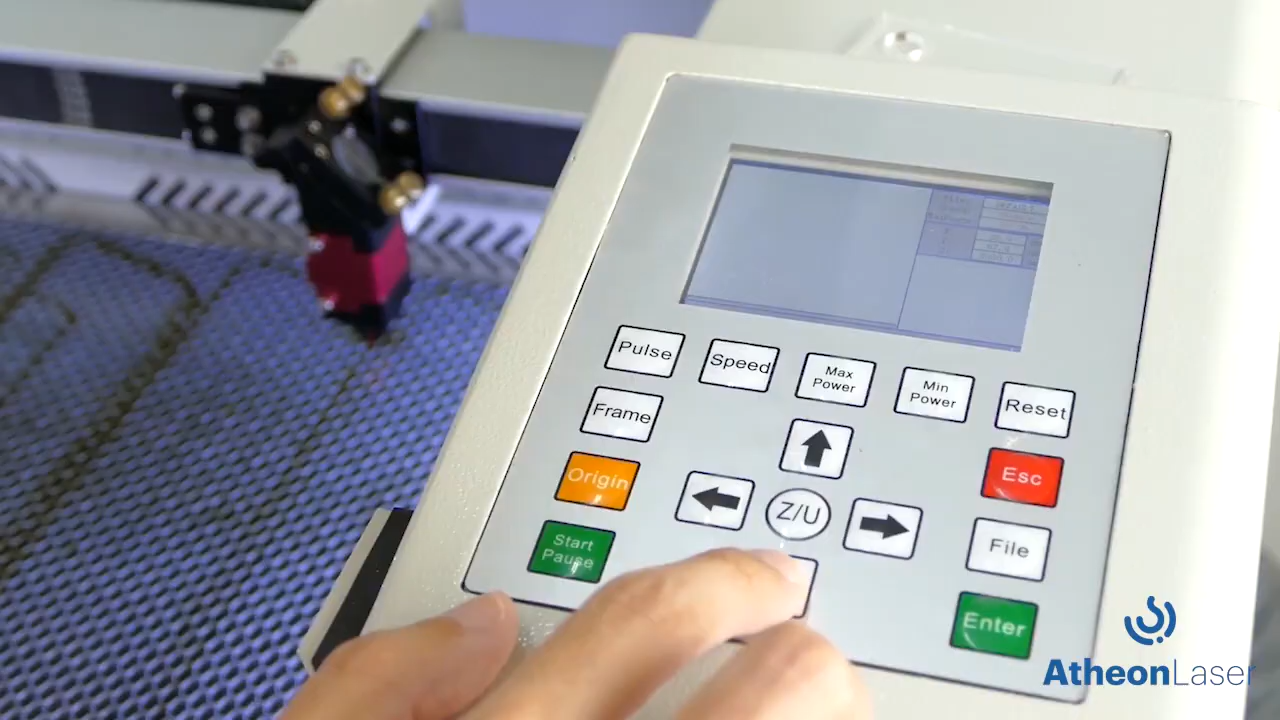 Pulse
Speed
Max
Power
Min
Power
Reset
Frame
Esc
Origin
Z/U
File
Start
Pause
Enter
AtheonLaser